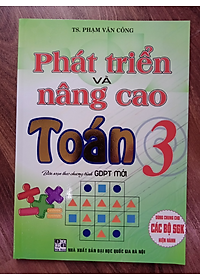 TS. PHẠM VĂN CÔNG
Phát triển
VÀ
nâng cao
Toán 3
Biên soạn theo chương trình GDPT MỚI
DÙNG CHUNG CHO
CÁC BỘ SGK
HIỆN HÀNH
NHÀ XUẤT BẢN ĐẠI HỌC QUỐC GIA HÀ NỘI